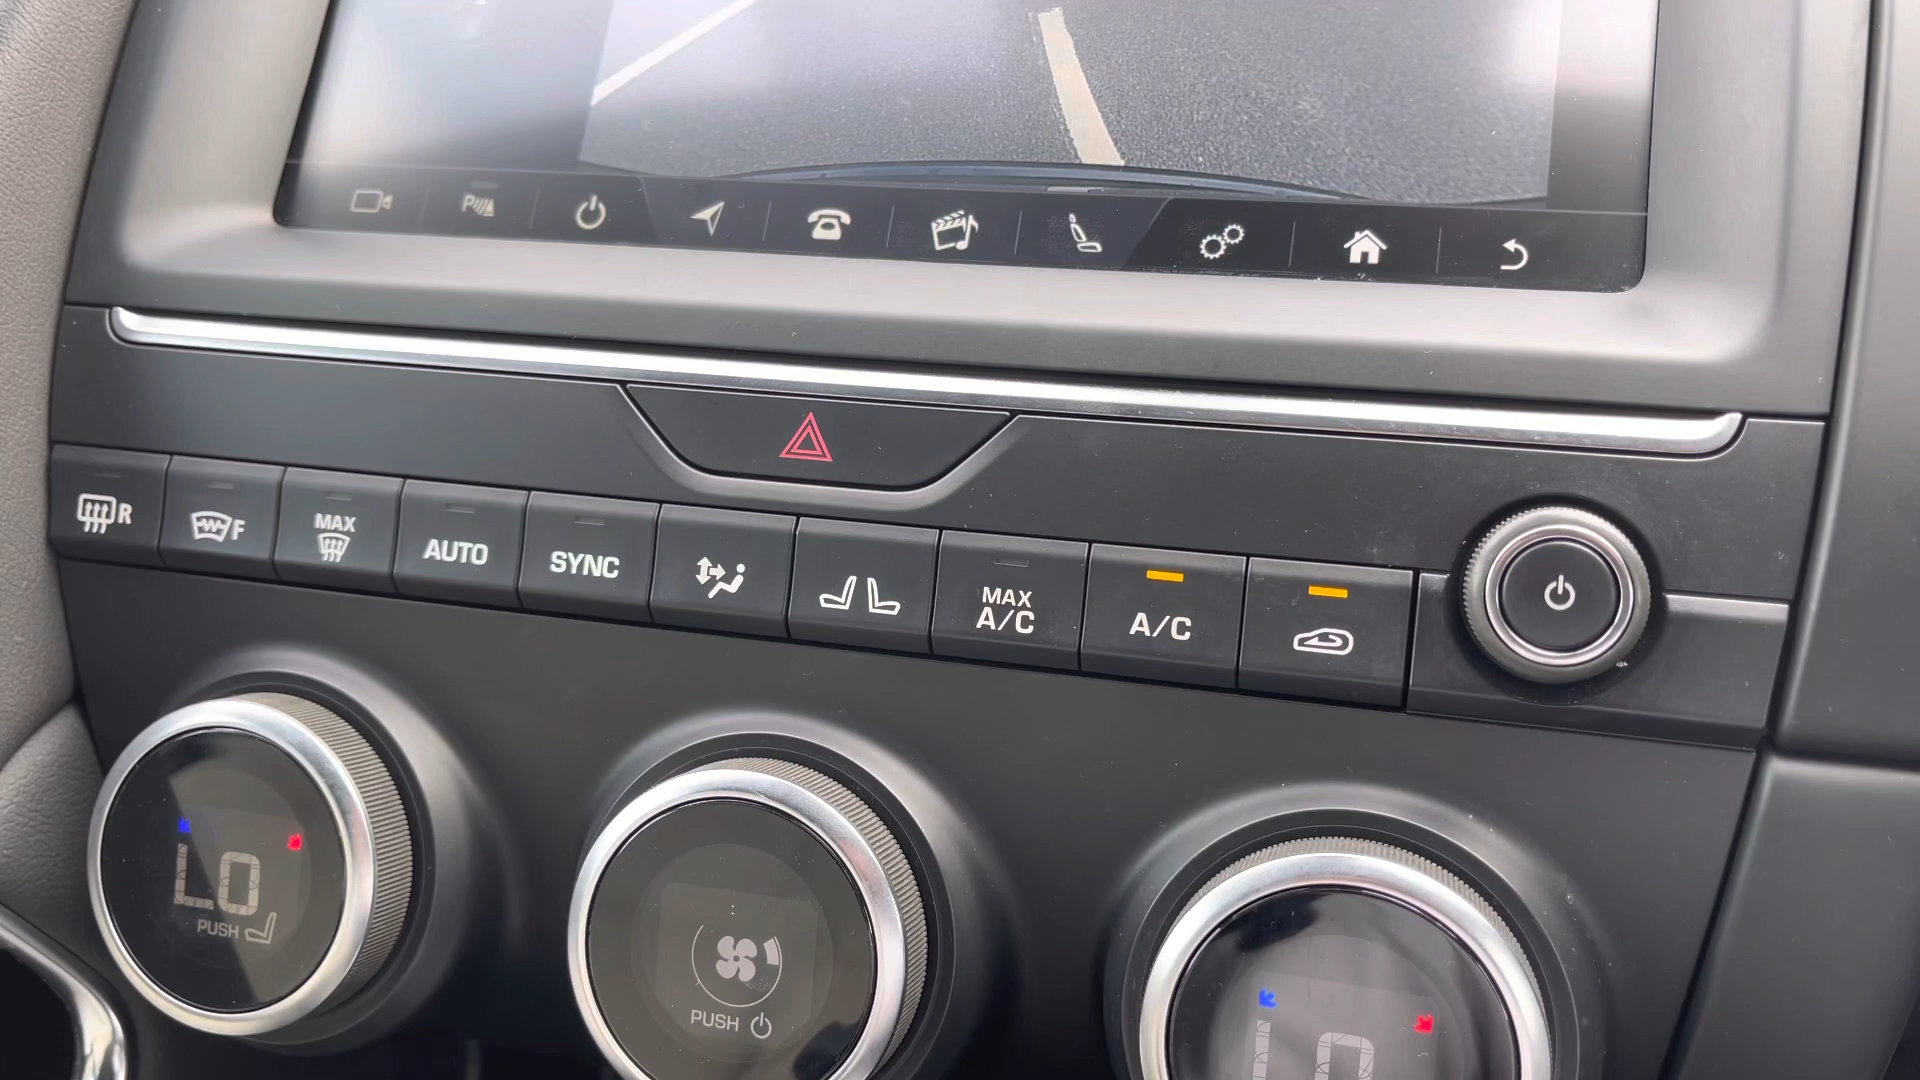 P
R
F
MAX
AUTO
SYNC
MAX
A/C
A/C
LO
PUSH
PUSH
LO